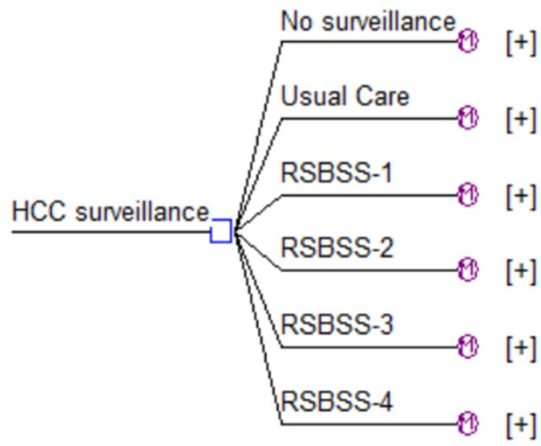 No surveillance
[+]
Usual Care
[+]
RSBSS-1
[+]
HCC surveillance
RSBSS-2
[+]
RSBSS-3
[+]
RSBSS-4
[+]